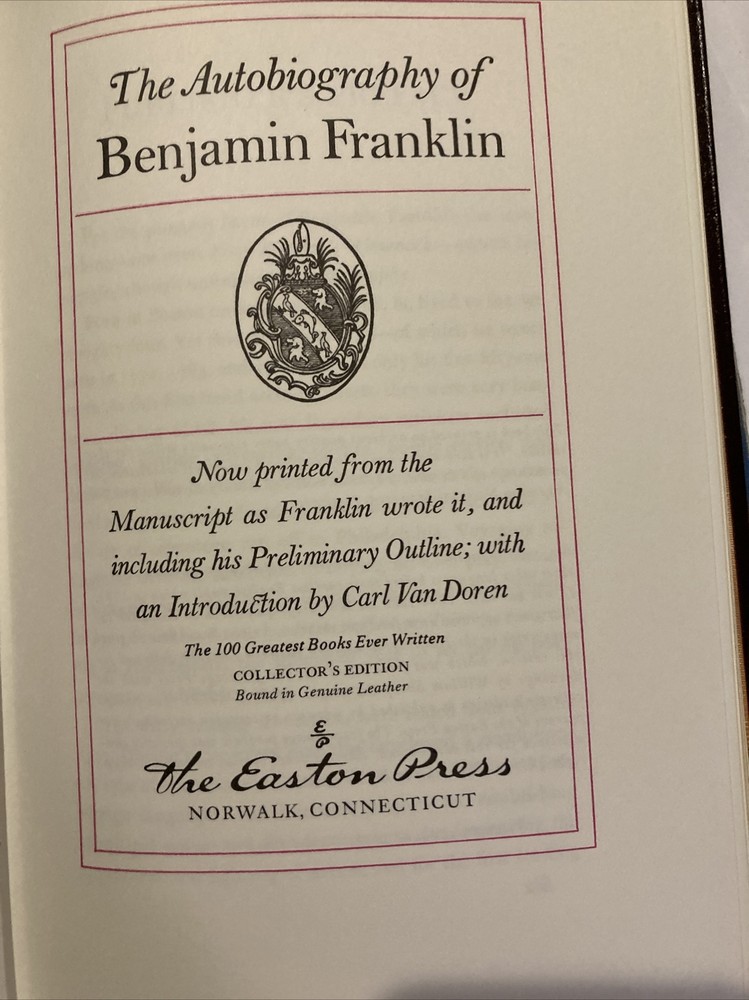 The Autobiography of
Benjamin Franklin
Now printed from the
Manuscript as Franklin wrote it, and
including his Preliminary Outline; with
an Introduction by Carl Van Doren
The 100 Greatest Books Ever Written
COLLECTOR'S EDITION
Bound in Genuine Leather
E
P
The Easton Press
NORWALK, CONNECTICUT